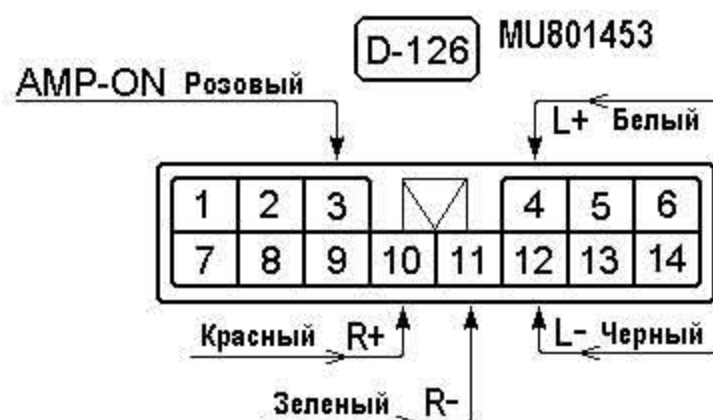 D-126 MU801453
AMP-ON Розовый
L+ Белый
1 2 3 4 5 6
7 8 9 10 11 12 13 14
Красный R+ L- Черный
Зеленый R-